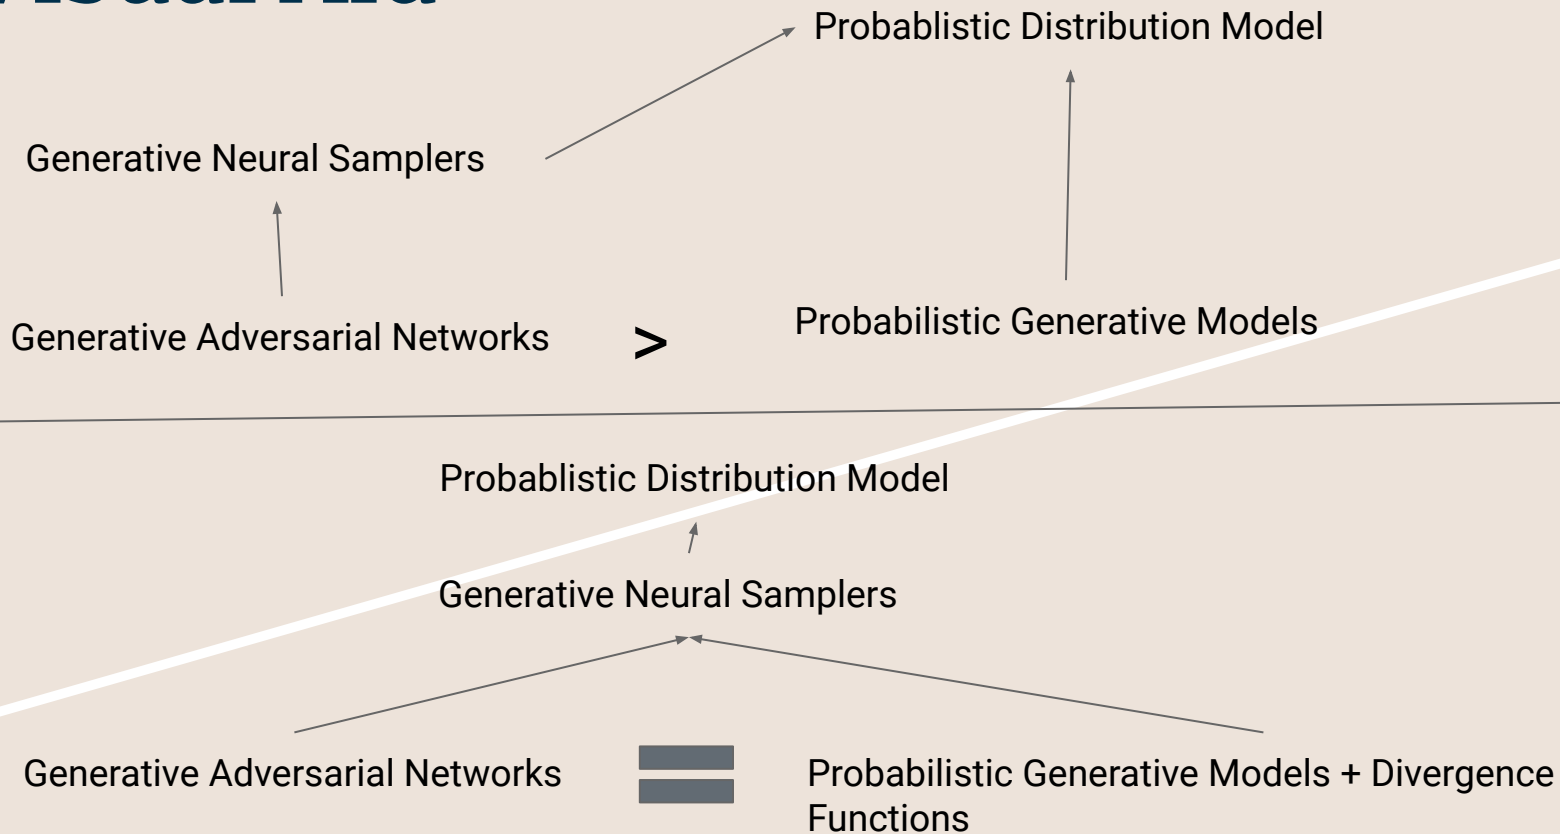 Probablistic Distribution Model
Generative Neural Samplers
Generative Adversarial Networks
>
Probabilistic Generative Models
Probablistic Distribution Model
Generative Neural Samplers
Generative Adversarial Networks
Probabilistic Generative Models + Divergence
Functions